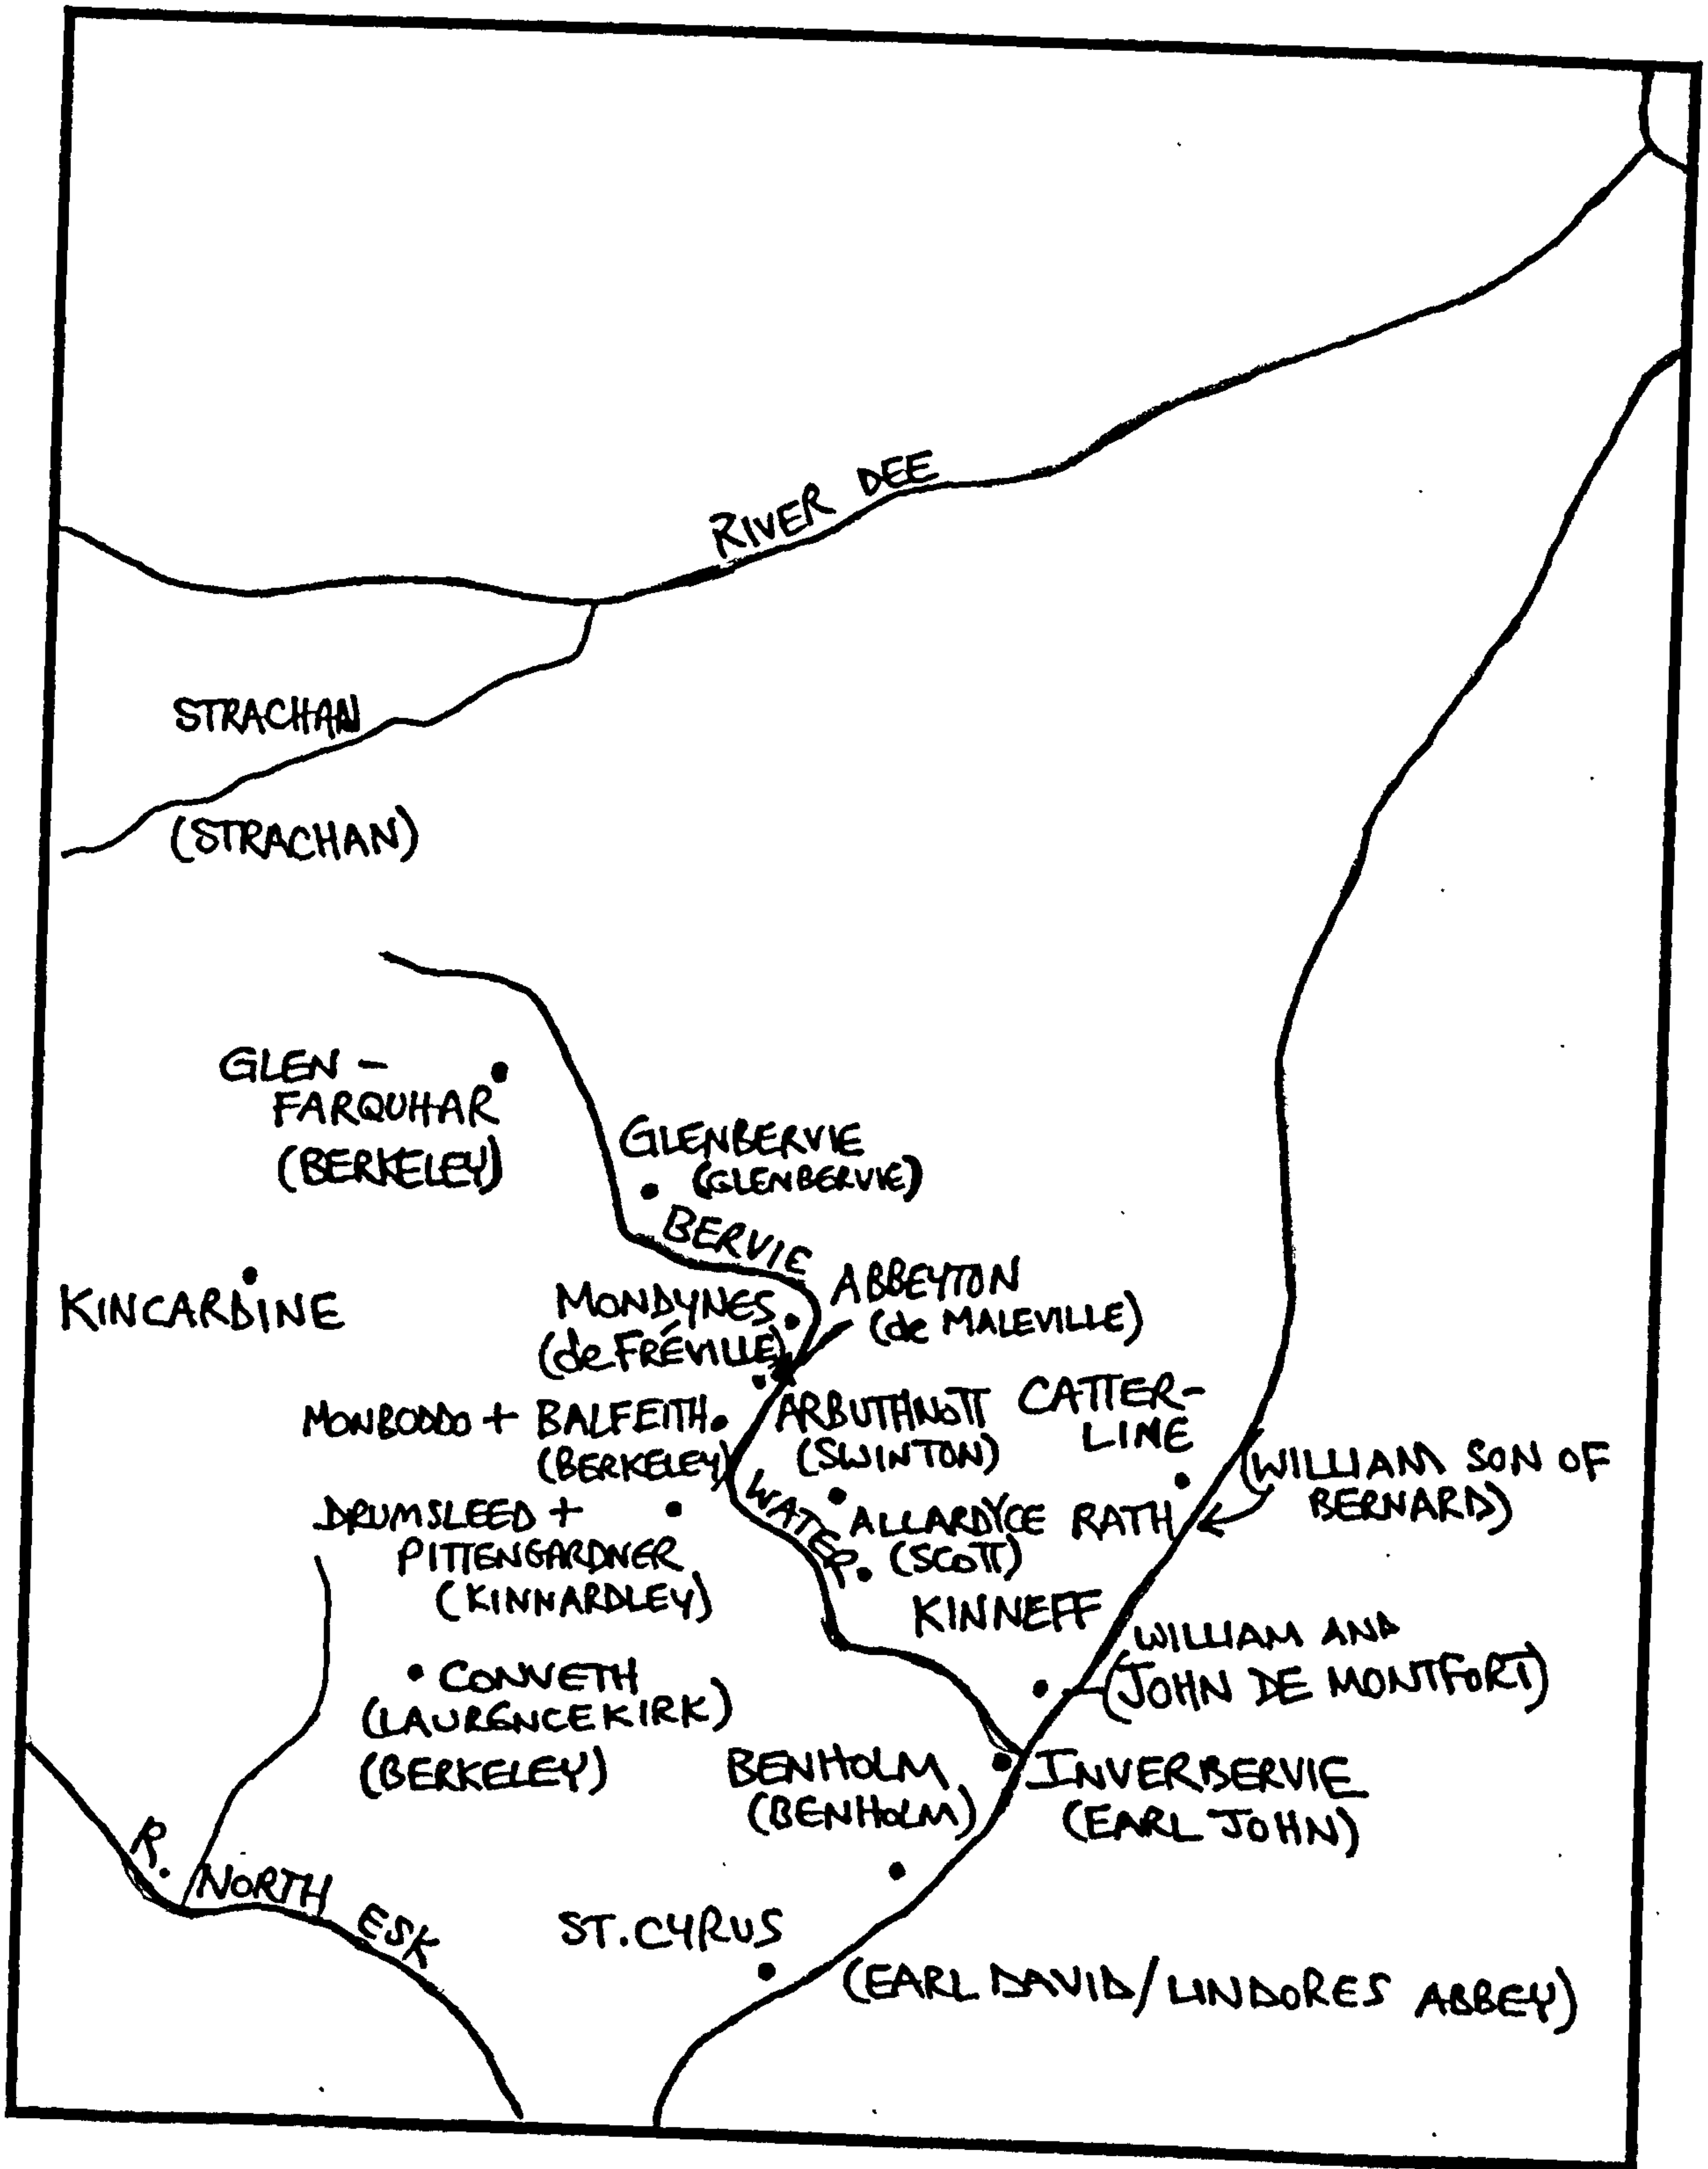 RIVER DEE
STRACHAN
(STRACHAN)
GLEN -
FARQUHAR
(BERKELEY)
GLENBERVIE
(GLENBERVIE)
BERVIE
KINCARDINE
ABBEYTON
(de MALEVILLE)
MONDYNES
(de FRÉVILLE)
MONBODDO + BALFEITH
(BERKELEY)
ARBUTHNOTT
(SWINTON)
CATTER-
LINE
(WILLIAM SON OF
BERNARD)
WATER
DRUMSLEED +
PITTENGARDNER
(KINNARDLEY)
ALLARDYCE
(SCOTT)
RATH
KINNEFF
WILLIAM AND
(JOHN DE MONTFORT)
CONVETH
(LAURENCEKIRK)
(BERKELEY)
BENHOLM
(BENHOLM)
INVERBERVIE
(EARL JOHN)
R. NORTH ESK
ST. CYRUS
(EARL DAVID/LINDORES ABBEY)